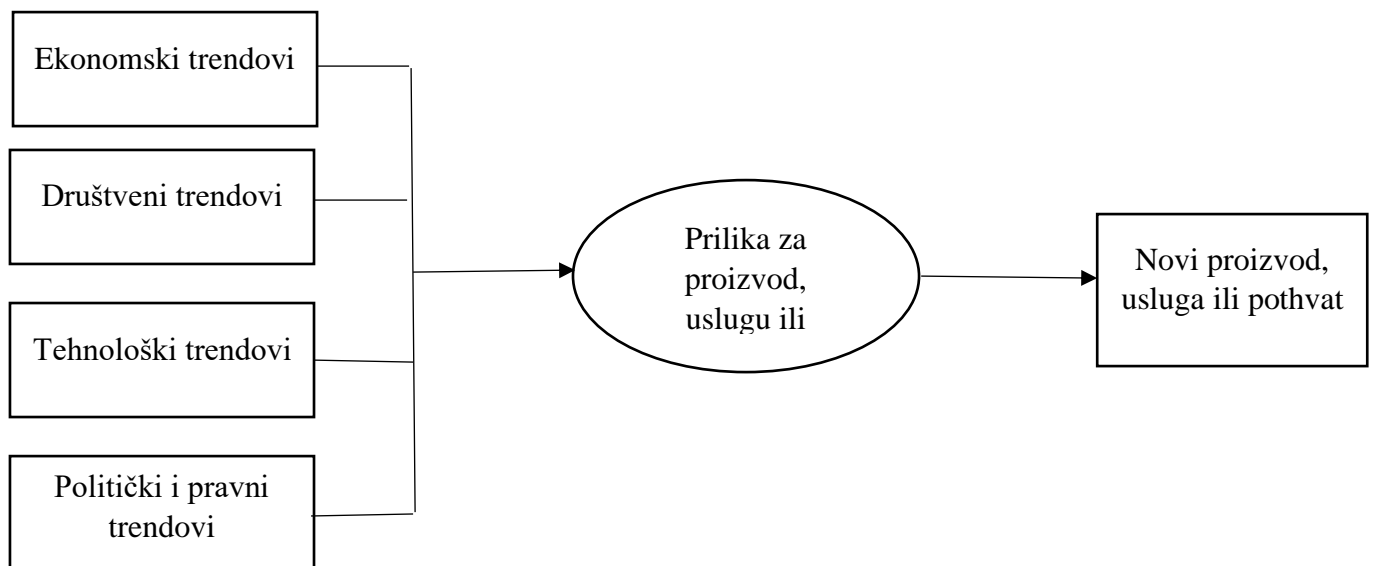 Ekonomski trendovi
Društveni trendovi
Tehnološki trendovi
Politički i pravni
trendovi
Prilika za
proizvod,
uslugu ili
Novi proizvod,
usluga ili pothvat